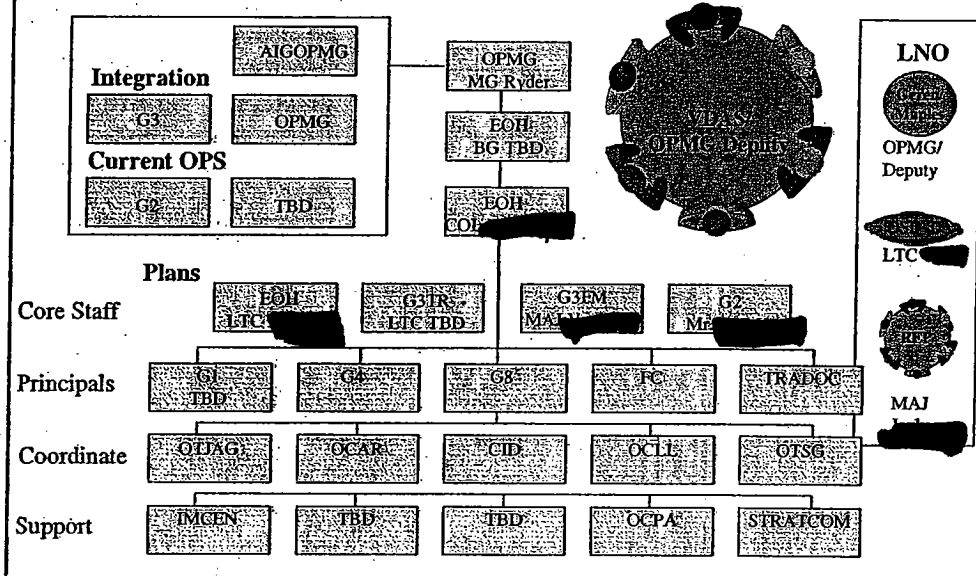 AIGOPMG
Integration
G3
OPMG
Current OPS
G2
TBD
OPMG
MG Ryder
EOH
BG TBD
EOH
VDAS/
OPMG Deputy
LNO
OPMG/
Deputy
LTC
MAJ
Plans
Core Staff
EOH
LTC
G3TR
LTC TBD
G3FM
MAJ
G2
Mr.
Principals
G1
TBD
G4
G8
FC
TRADOC
Coordinate
OTJAG
OCAR
CID
OCLL
OTSG
Support
IMCEN
TBD
TBD
OCPA
STRATCOM